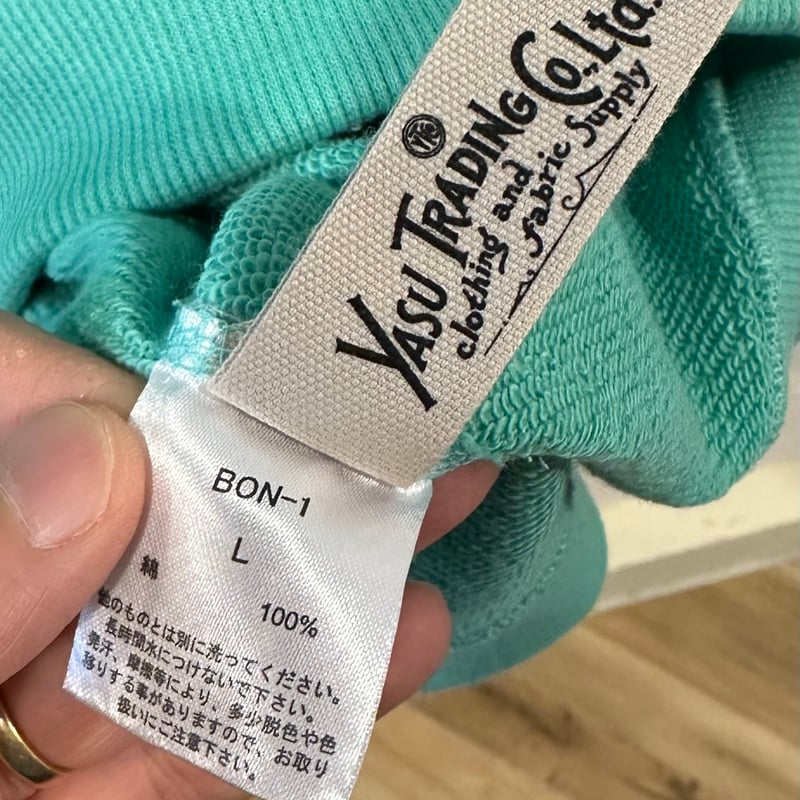 YASU TRADING Co., Ltd.
clothing and
fabric Supply
BON-1
L
綿 100%
他のものとは別に洗ってください。
長時間水につけないで下さい。
発汗、摩擦等により、多少脱色や色
移りする事がありますので、お取り
扱いにご注意下さい。